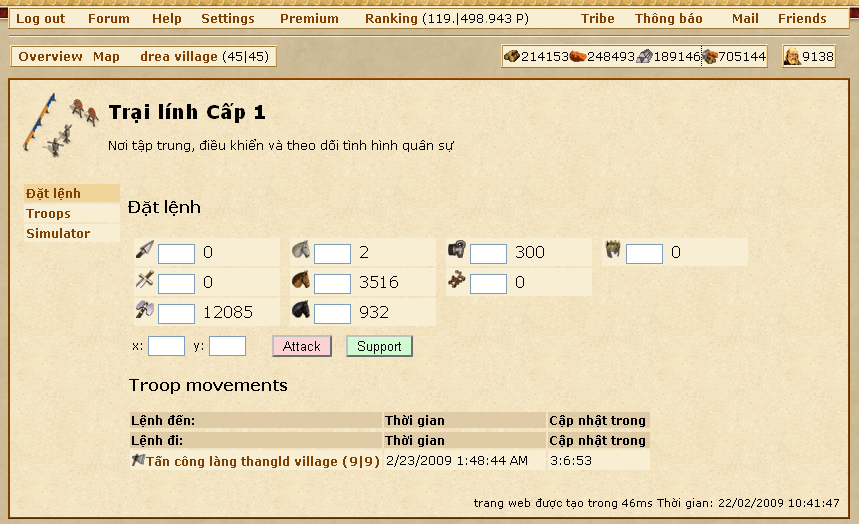 Log out Forum Help Settings Premium Ranking (119.|498.943 P) Tribe Thông báo Mail Friends
Overview Map drea village (45|45) 214153 248493 189146 705144 9138
Trại lính Cấp 1
Nơi tập trung, điều khiển và theo dõi tình hình quân sự
Đặt lệnh
Troops
Simulator
Đặt lệnh
0 2 300 0
0 3516 0
12085 932
x: y: Attack Support
Troop movements
Lệnh đến: Thời gian Cập nhật trong
Lệnh đi: Thời gian Cập nhật trong
Tấn công làng thangld village (9|9) 2/23/2009 1:48:44 AM 3:6:53
trang web được tạo trong 46ms Thời gian: 22/02/2009 10:41:47